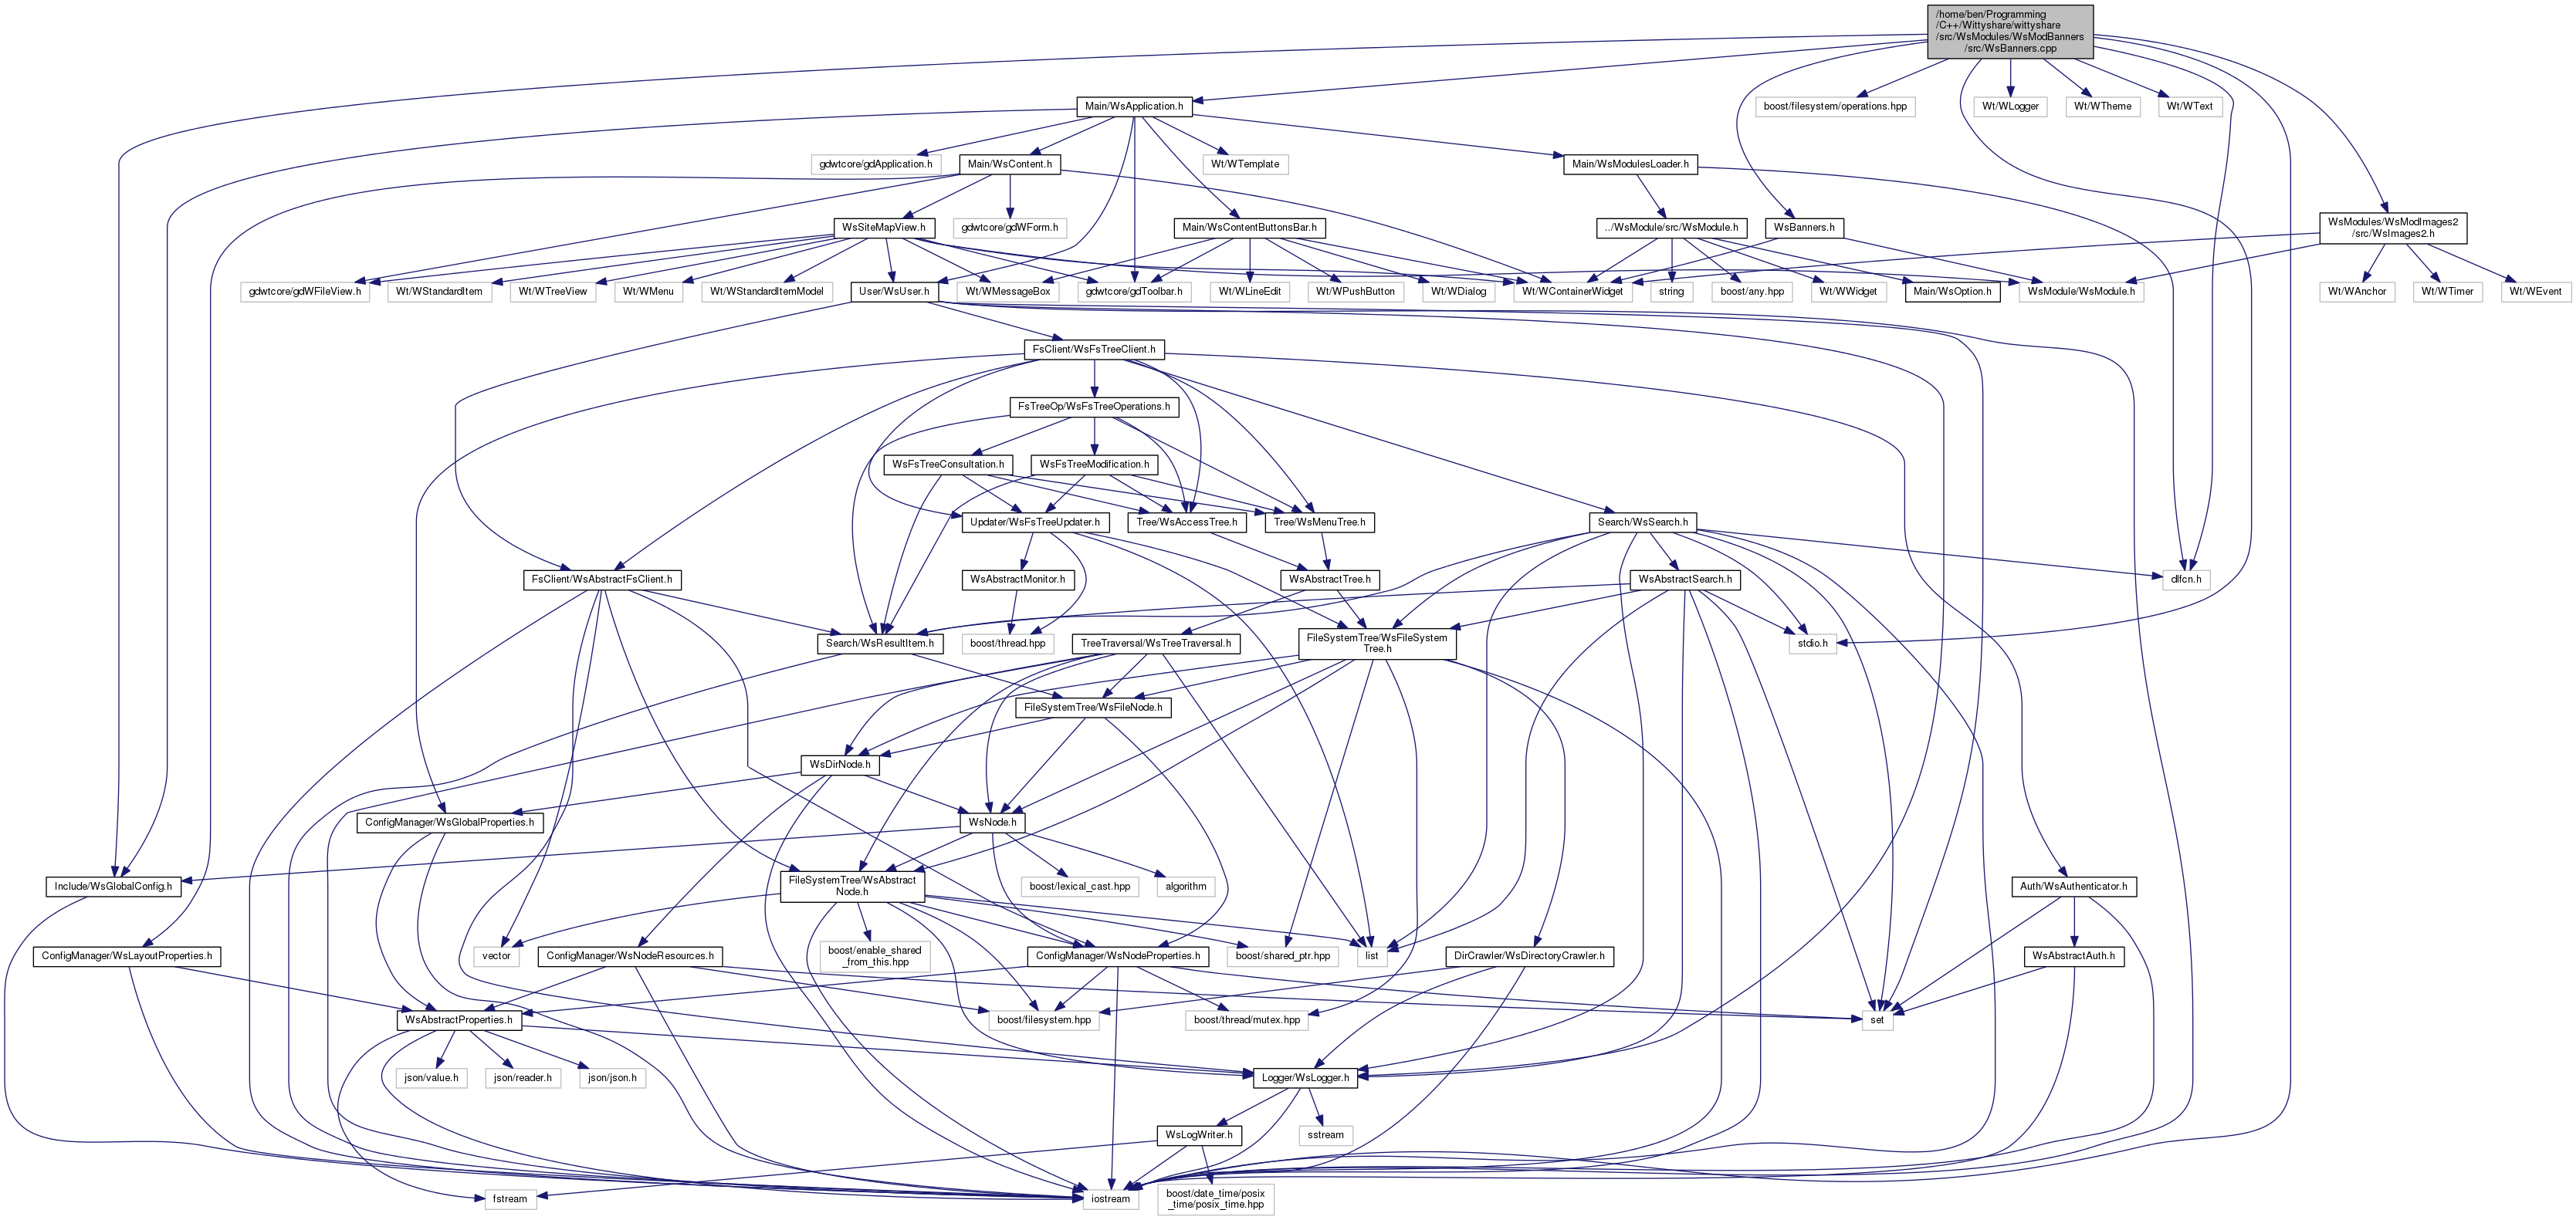 /home/ben/Programming
/C++/Wittyshare/wittyshare
/src/WsModules/WsModBanners
/src/WsBanners.cpp
Main/WsApplication.h
boost/filesystem/operations.hpp
Wt/WLogger
Wt/WTheme
Wt/WText
gdwtcore/gdApplication.h
Main/WsContent.h
Wt/WTemplate
Main/WsModulesLoader.h
WsSiteMapView.h
gdwtcore/gdWForm.h
Main/WsContentButtonsBar.h
../WsModule/src/WsModule.h
WsBanners.h
WsModules/WsModImages2
/src/WsImages2.h
gdwtcore/gdWFileView.h
Wt/WStandardItem
Wt/WTreeView
Wt/WMenu
Wt/WStandardItemModel
User/WsUser.h
Wt/WMessageBox
gdwtcore/gdToolbar.h
Wt/WLineEdit
Wt/WPushButton
Wt/WDialog
Wt/WContainerWidget
string
boost/any.hpp
Wt/WWidget
Main/WsOption.h
WsModule/WsModule.h
Wt/WAnchor
Wt/WTimer
Wt/WEvent
FsClient/WsFsTreeClient.h
FsTreeOp/WsFsTreeOperations.h
WsFsTreeConsultation.h
WsFsTreeModification.h
Updater/WsFsTreeUpdater.h
Tree/WsAccessTree.h
Tree/WsMenuTree.h
Search/WsSearch.h
FsClient/WsAbstractFsClient.h
WsAbstractMonitor.h
WsAbstractTree.h
WsAbstractSearch.h
dlfcn.h
Search/WsResultItem.h
boost/thread.hpp
TreeTraversal/WsTreeTraversal.h
FileSystemTree/WsFileSystem
Tree.h
stdio.h
FileSystemTree/WsFileNode.h
WsDirNode.h
ConfigManager/WsGlobalProperties.h
WsNode.h
Include/WsGlobalConfig.h
FileSystemTree/WsAbstract
Node.h
boost/lexical_cast.hpp
algorithm
Auth/WsAuthenticator.h
ConfigManager/WsLayoutProperties.h
vector
ConfigManager/WsNodeResources.h
boost/enable_shared
_from_this.hpp
ConfigManager/WsNodeProperties.h
boost/shared_ptr.hpp
list
DirCrawler/WsDirectoryCrawler.h
WsAbstractAuth.h
WsAbstractProperties.h
boost/filesystem.hpp
boost/thread/mutex.hpp
set
json/value.h
json/reader.h
json/json.h
Logger/WsLogger.h
WsLogWriter.h
sstream
fstream
iostream
boost/date_time/posix
_time/posix_time.hpp